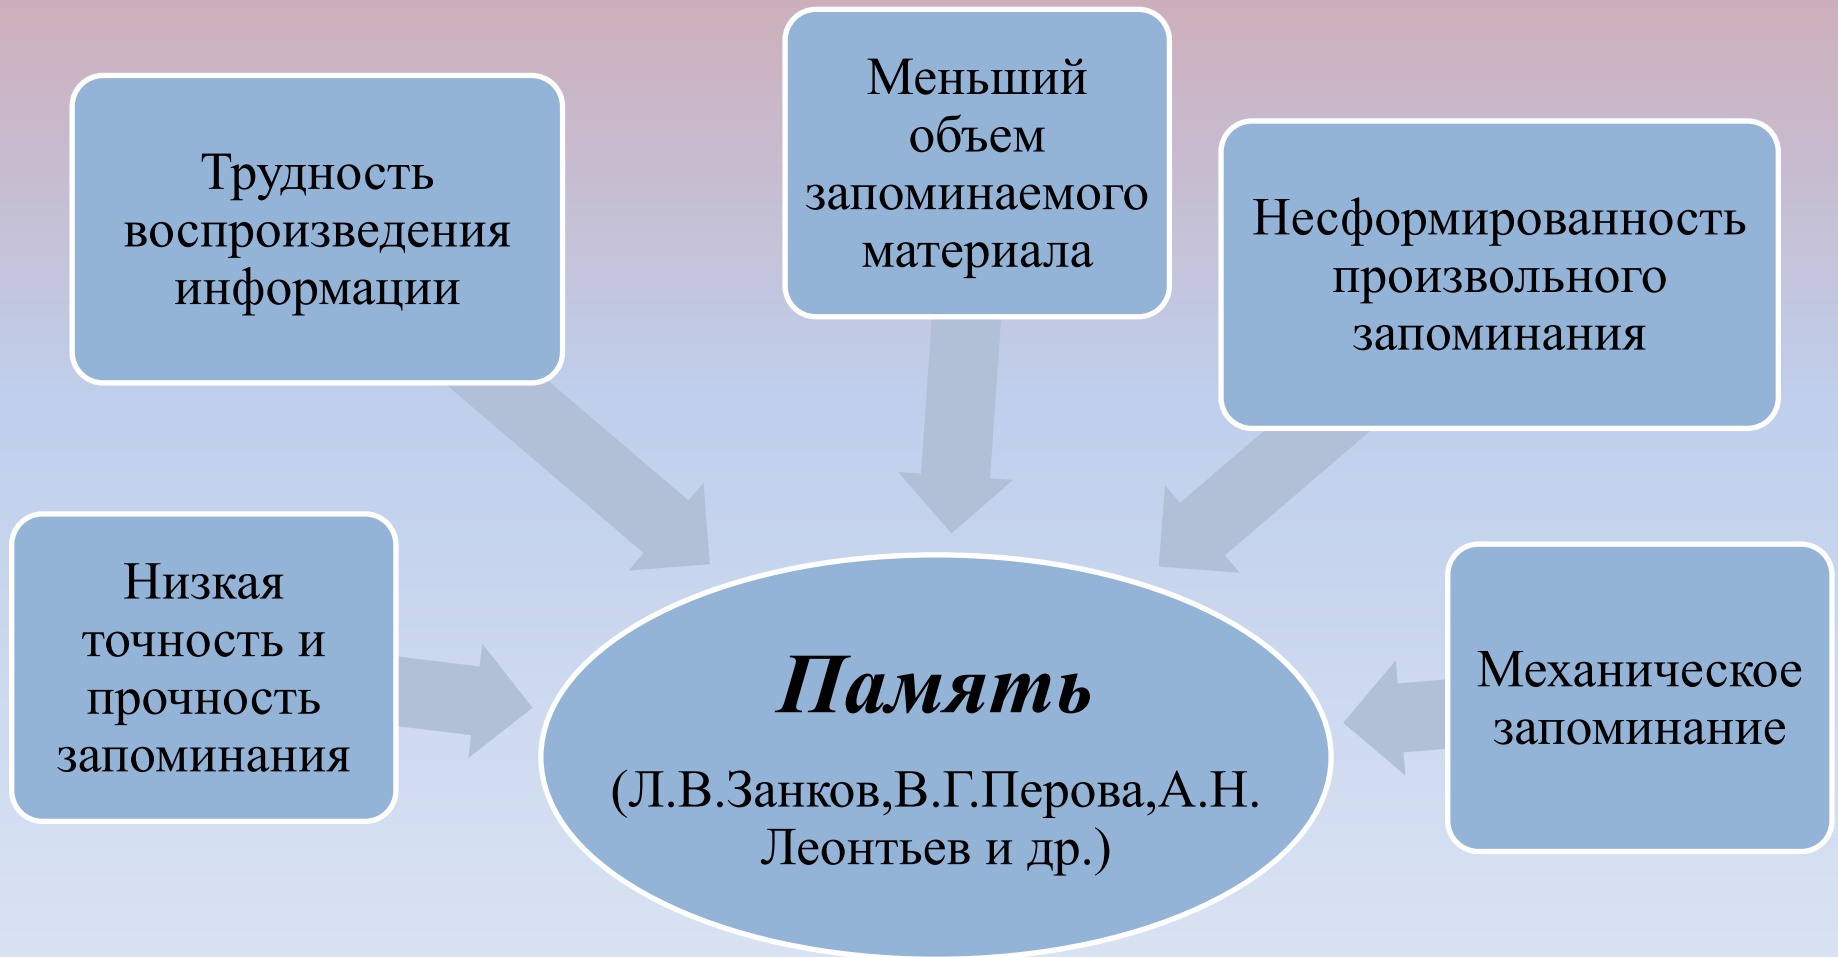 Меньший
объем
запоминаемого
материала
Трудность
воспроизведения
информации
Несформированность
произвольного
запоминания
Низкая
точность и
прочность
запоминания
Механическое
запоминание
Память
(Л.В.Занков,В.Г.Перова,А.Н.
Леонтьев и др.)